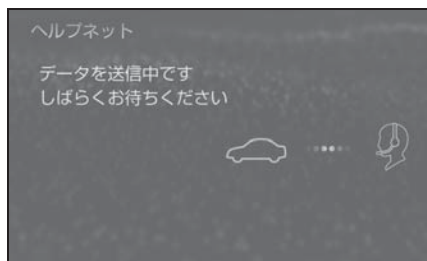 ヘルプネット
データを送信中です
しばらくお待ちください